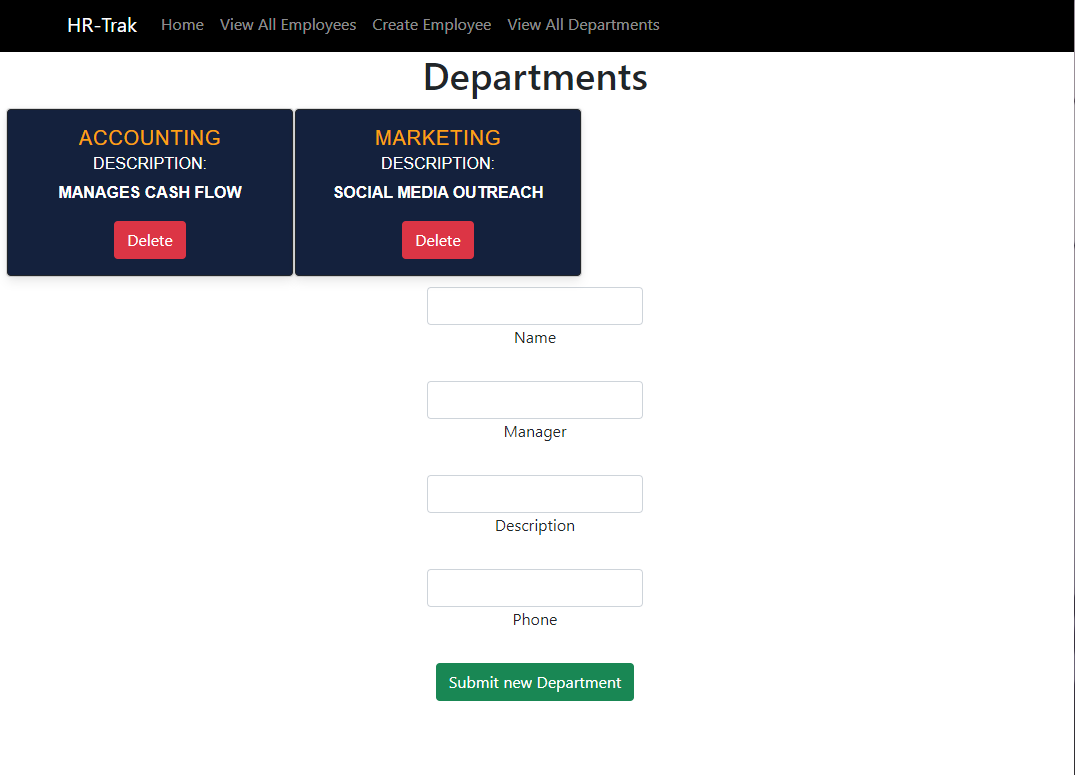 HR-Trak Home View All Employees Create Employee View All Departments
Departments
ACCOUNTING
DESCRIPTION:
MANAGES CASH FLOW
Delete
MARKETING
DESCRIPTION:
SOCIAL MEDIA OUTREACH
Delete
Name
Manager
Description
Phone
Submit new Department